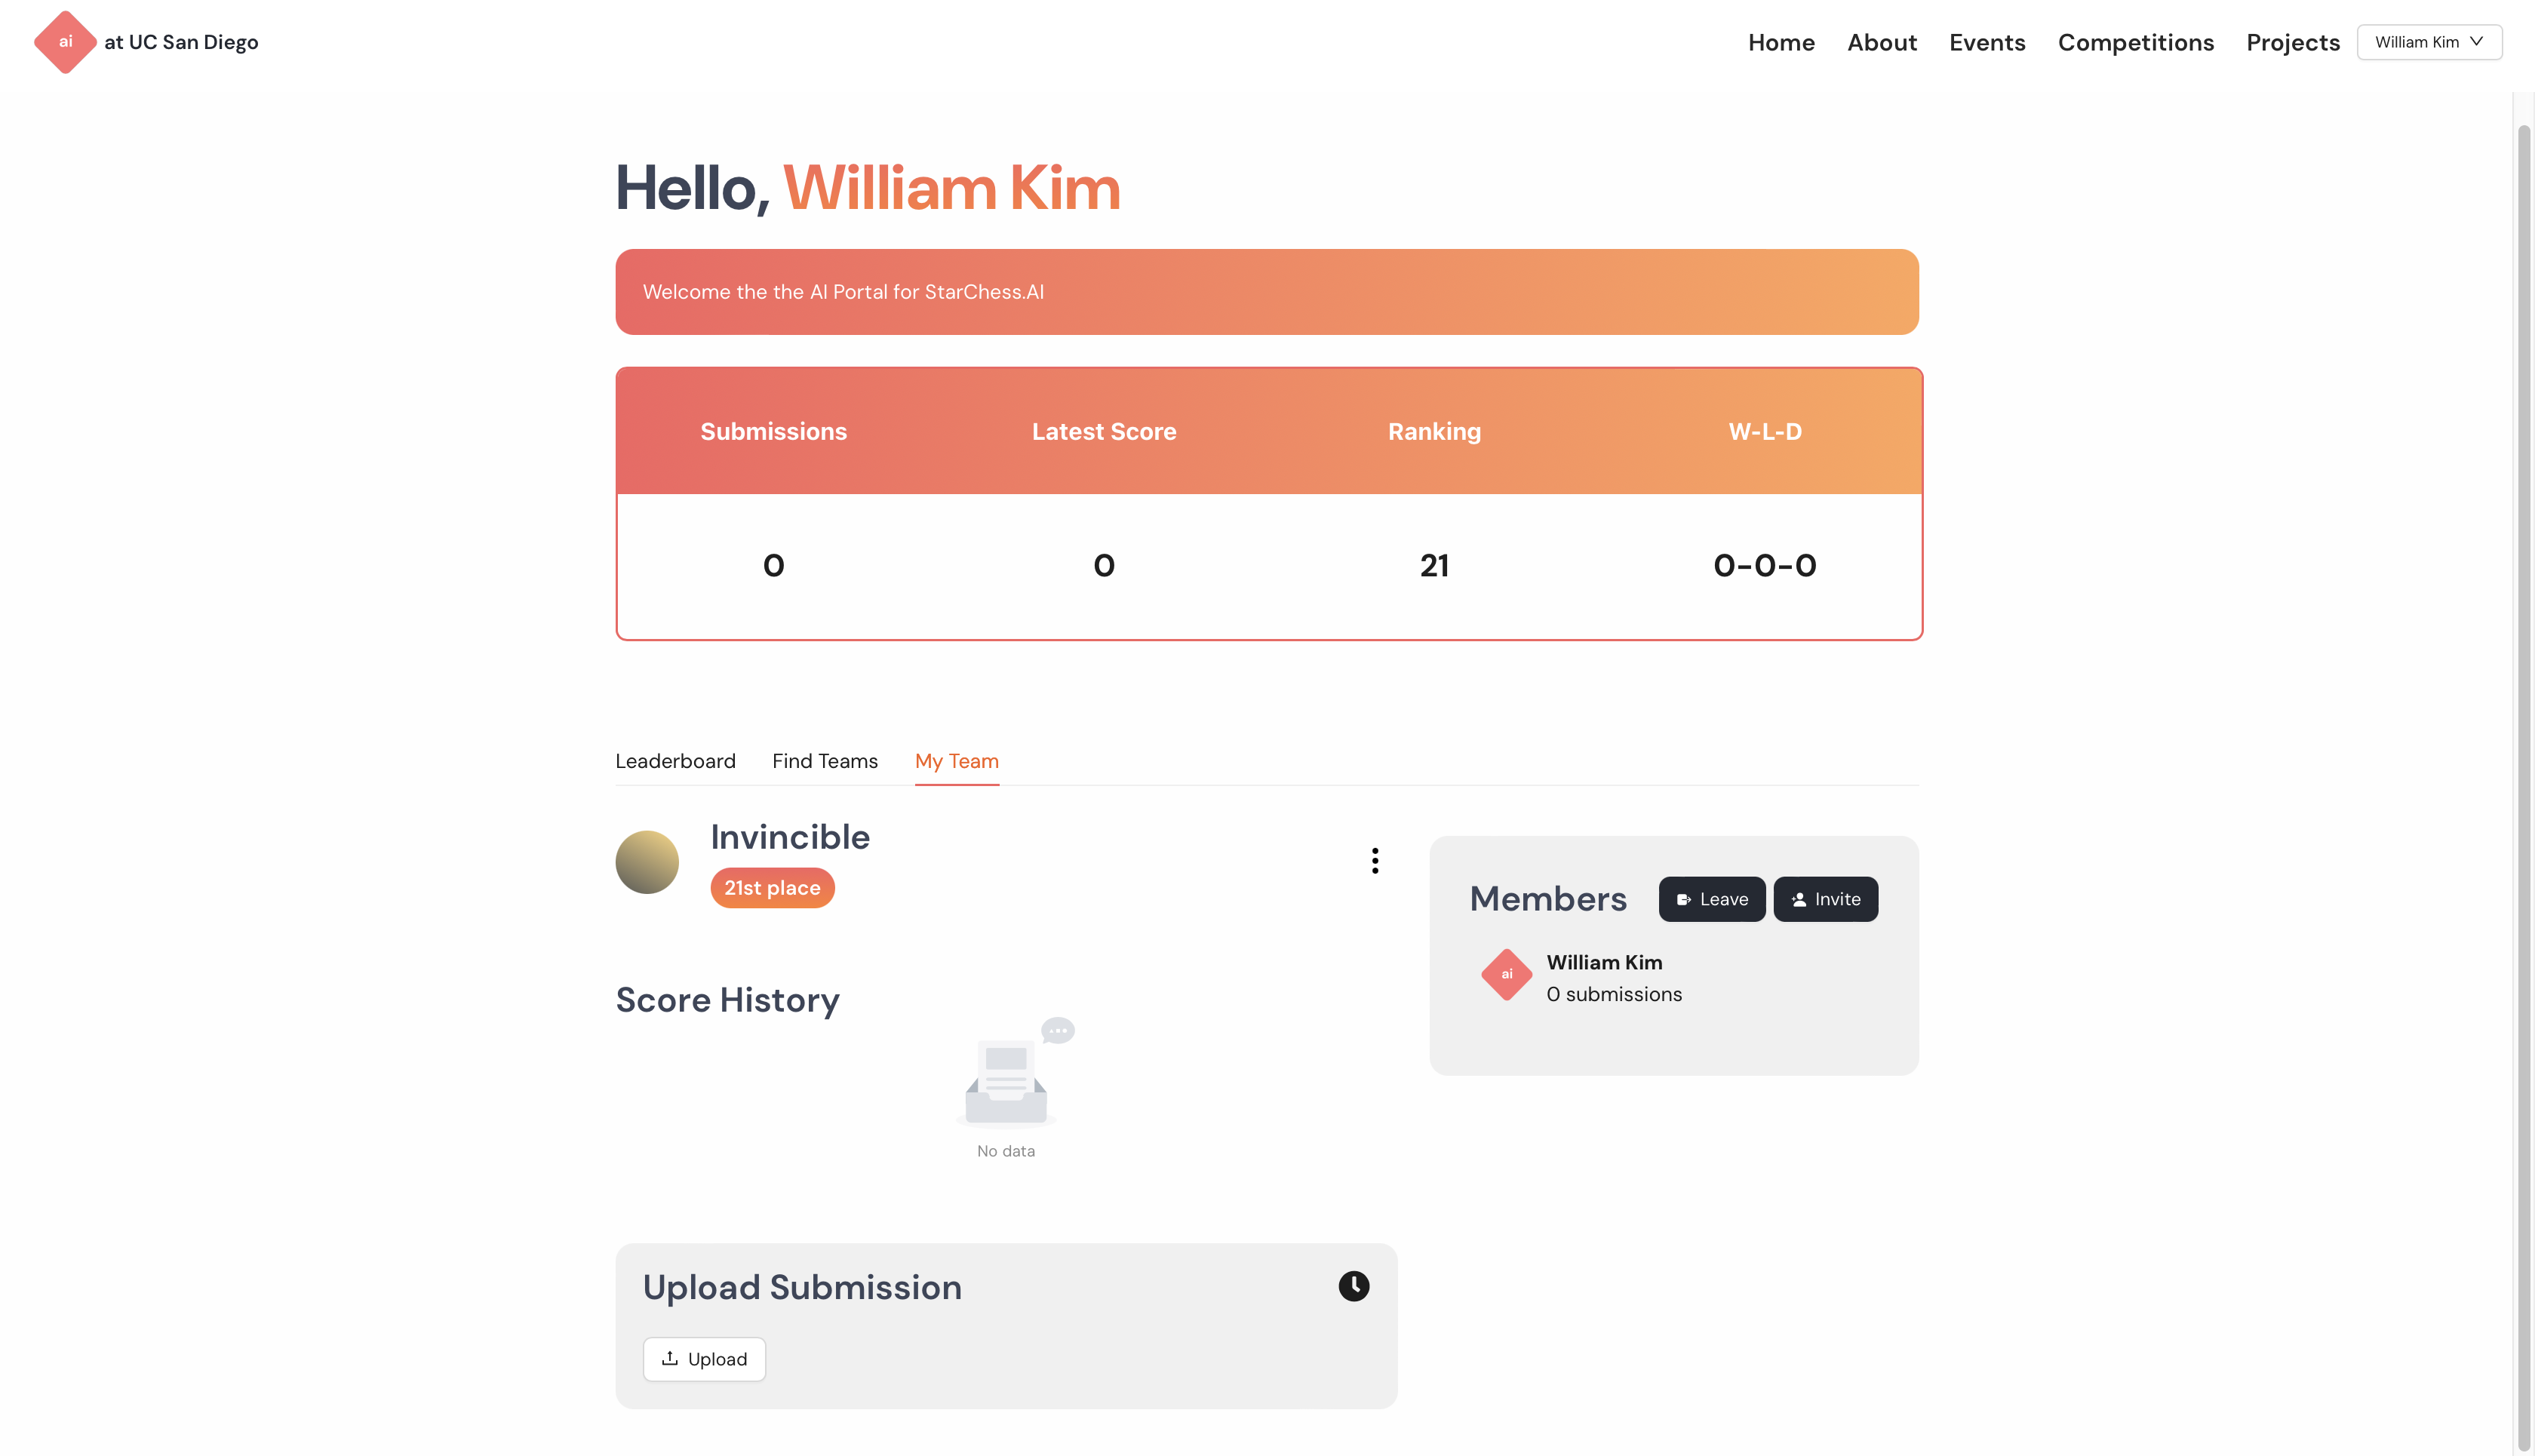 ai at UC San Diego
Home About Events Competitions Projects William Kim
Hello, William Kim
Welcome the the AI Portal for StarChess.AI
Submissions Latest Score Ranking W-L-D
0 0 21 0-0-0
Leaderboard Find Teams My Team
Invincible
21st place
Members Leave Invite
ai William Kim
0 submissions
Score History
No data
Upload Submission
Upload